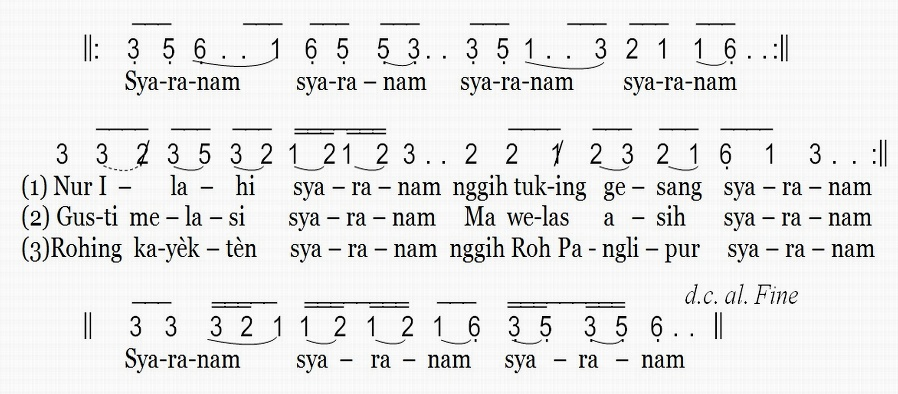 ‖: 3̣ 5̣ 6̣ . . 1 6̣ 5̣ 5̣ 3̣ . . 3̣ 5̣ 1 . . 3 2 1 1 6̣ . . :‖
Sya-ra-nam sya-ra – nam sya-ra-nam sya-ra-nam
3 3 2̸ 3 5 3 2 1 2 1 2 3 . . 2 2 1̸ 2 3 2 1 6̣ 1 3 . . :‖
(1) Nur I – la – hi sya – ra – nam nggih tuk-ing ge – sang sya – ra – nam
(2) Gus-ti me – la – si sya – ra – nam Ma we-las a – sih sya – ra – nam
(3)Rohing ka-yèk – tèn sya – ra – nam nggih Roh Pa - ngli – pur sya – ra – nam
d.c. al. Fine
‖ 3 3 3 2 1 1 2 1 2 1 6̣ 3̣ 5̣ 3̣ 5̣ 6̣ . . ‖
Sya-ra-nam sya – ra – nam sya – ra – nam